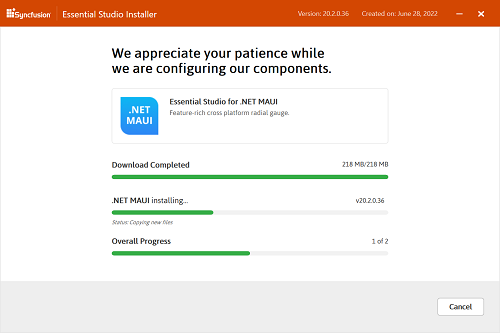 Syncfusion® Essential Studio Installer Version: 20.2.0.36 Created on: June 28, 2022
We appreciate your patience while
we are configuring our components.
.NET
MAUI
Essential Studio for .NET MAUI
Feature-rich cross platform radial gauge.
Download Completed 218 MB/218 MB
.NET MAUI installing... v20.2.0.36
Status: Copying new files
Overall Progress 1 of 2
Cancel